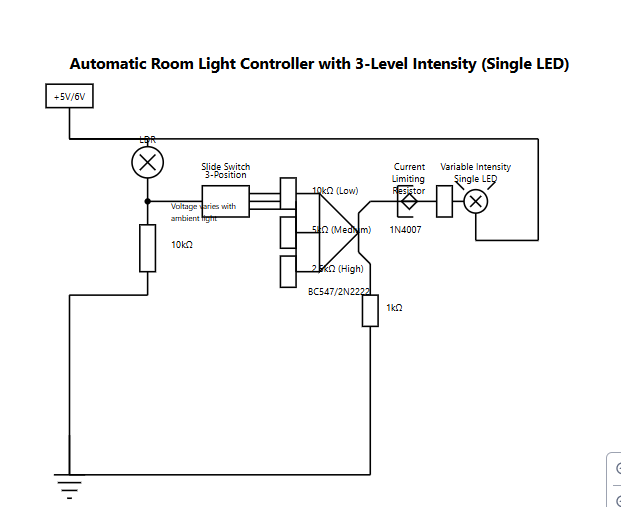 Automatic Room Light Controller with 3-Level Intensity (Single LED)
+5V/6V
LDR
Slide Switch
3-Position
Current
Limiting
Resistor
Variable Intensity
Single LED
Voltage varies with
ambient light
10kΩ (Low)
5kΩ (Medium)
1N4007
10kΩ
2.5kΩ (High)
BC547/2N2222
1kΩ